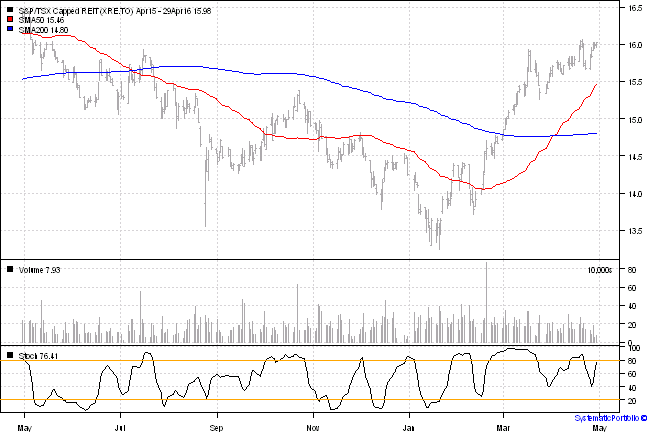 S&P/TSX Capped REIT (XRE.TO) Apr15 - 29Apr16 15.98
SMA50 15.46
SMA200 14.80
16.5
16.0
15.5
15.0
14.5
14.0
13.5
Volume 7.93
10,000s
80
60
40
20
0
Stoch 76.41
100
80
60
40
20
May
Jul
Sep
Nov
Jan
Mar
May
SystematicPortfolio ©